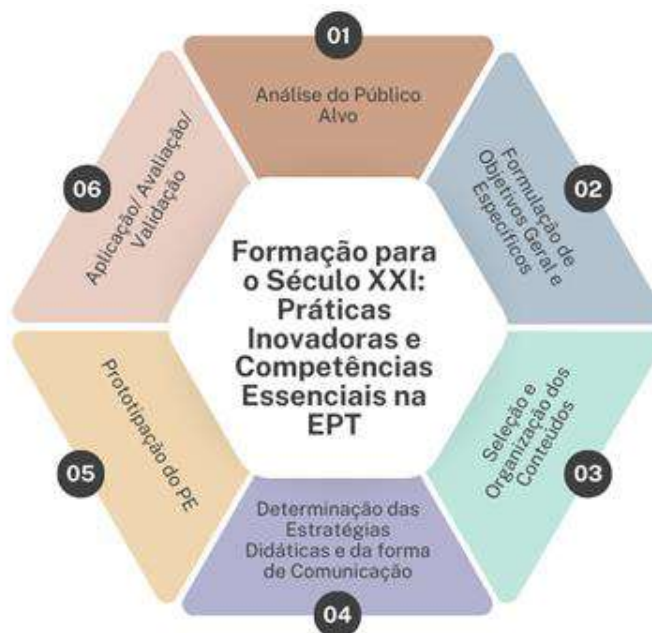 01
Análise do Público
Alvo
02
Formulação de
Objetivos Geral e
Específicos
03
Seleção e
Organização dos
Conteúdos
04
Determinação das
Estratégias
Didáticas e da forma
de Comunicação
05
Prototipação do PE
06
Aplicação/ Avaliação/
Validação
Formação para
o Século XXI:
Práticas
Inovadoras e
Competências
Essenciais na
EPT